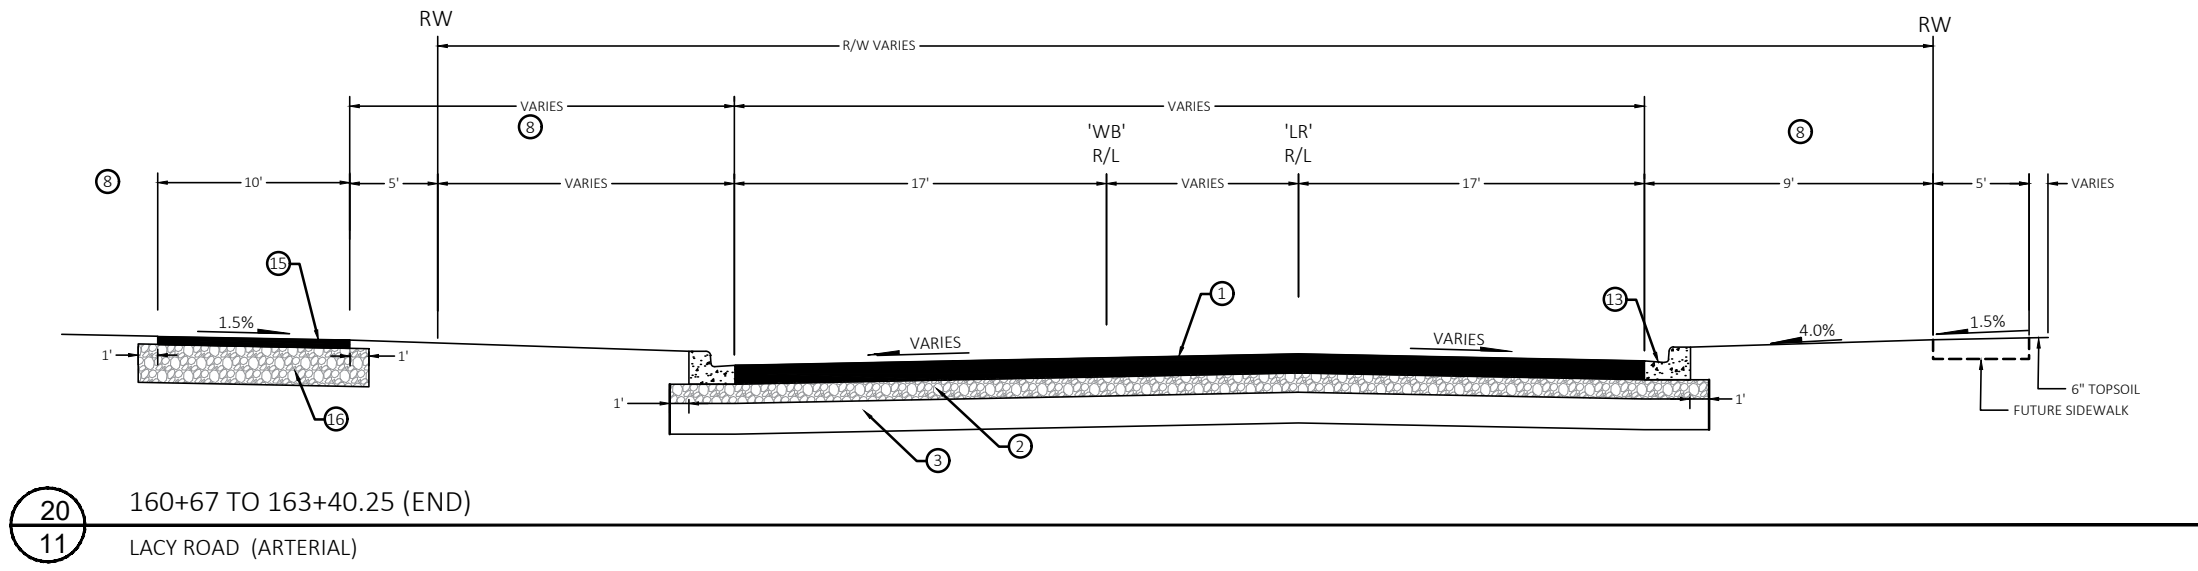 RW
RW
R/W VARIES
VARIES
VARIES
8
'WB'
R/L
'LR'
R/L
8
8
10'
5'
VARIES
17'
VARIES
17'
9'
5'
VARIES
15
1
13
1.5%
VARIES
VARIES
4.0%
1.5%
1'
1'
16
1'
1'
2
3
6" TOPSOIL
FUTURE SIDEWALK
20
11
160+67 TO 163+40.25 (END)
LACY ROAD (ARTERIAL)